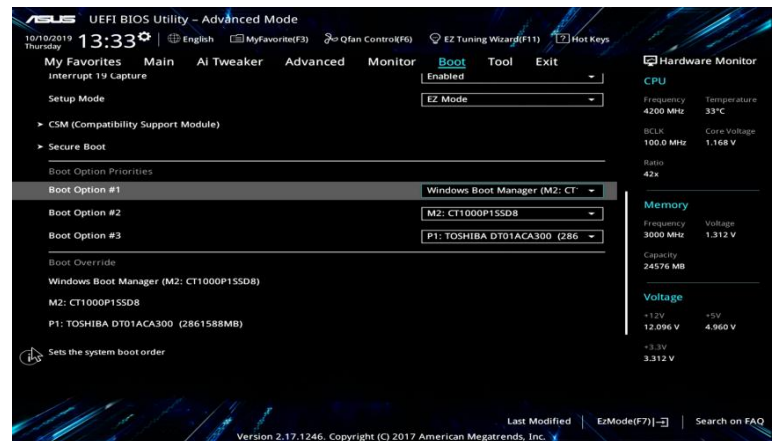 ASUS UEFI BIOS Utility – Advanced Mode
10/10/2019 Thursday 13:33 English MyFavorite(F3) Qfan Control(F6) EZ Tuning Wizard(F11) ? Hot Keys
My Favorites Main Ai Tweaker Advanced Monitor Boot Tool Exit
Hardware Monitor
Interrupt 19 Capture Enabled
Setup Mode EZ Mode
> CSM (Compatibility Support Module)
> Secure Boot
Boot Option Priorities
Boot Option #1 Windows Boot Manager (M2: CT
Boot Option #2 M2: CT1000P1SSD8
Boot Option #3 P1: TOSHIBA DT01ACA300 (286
Boot Override
Windows Boot Manager (M2: CT1000P1SSD8)
M2: CT1000P1SSD8
P1: TOSHIBA DT01ACA300 (2861588MB)
Sets the system boot order
CPU
Frequency Temperature
4200 MHz 33°C
BCLK Core Voltage
100.0 MHz 1.168 V
Ratio
42x
Memory
Frequency Voltage
3000 MHz 1.312 V
Capacity
24576 MB
Voltage
+12V +5V
12.096 V 4.960 V
+3.3V
3.312 V
Last Modified EzMode(F7) Search on FAQ
Version 2.17.1246. Copyright (C) 2017 American Megatrends, Inc.